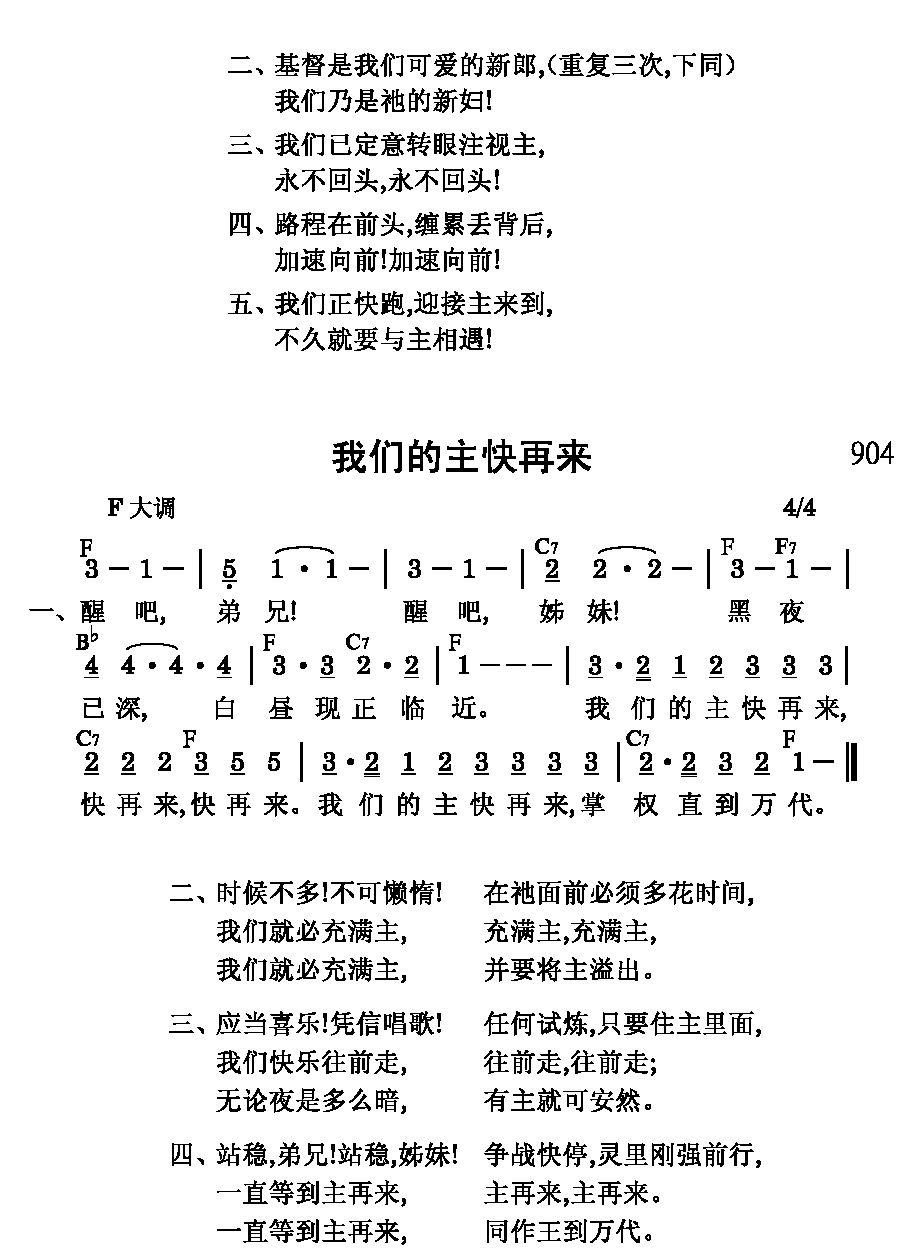 二、基督是我们可爱的新郎,(重复三次,下同)
我们乃是祂的新妇!
三、我们已定意转眼注视主,
永不回头,永不回头!
四、路程在前头,缠累丢背后,
加速向前!加速向前!
五、我们正快跑,迎接主来到,
不久就要与主相遇!
我们的主快再来 904
F 大调 4/4
F C7 F F7
3 - 1 - | 5 1 · 1 - | 3 - 1 - | 2 2 · 2 - | 3 - 1 - |
一、醒 吧, 弟 兄! 醒 吧, 姊 妹! 黑 夜
B♭ F C7 F
4 4 · 4 · 4 | 3 · 3 2 · 2 | 1 - - - | 3 · 2 1 2 3 3 3 |
已 深, 白 昼 现 正 临 近。 我 们 的 主 快 再 来,
C7 F C7 F
2 2 2 3 5 5 | 3 · 2 1 2 3 3 3 3 | 2 · 2 3 2 1 - ‖
快 再 来,快 再 来。我 们 的 主 快 再 来,掌 权 直 到 万 代。
二、时候不多!不可懒惰! 在祂面前必须多花时间,
我们就必充满主, 充满主,充满主,
我们就必充满主, 并要将主溢出。
三、应当喜乐!凭信唱歌! 任何试炼,只要住主里面,
我们快乐往前走, 往前走,往前走;
无论夜是多么暗, 有主就可安然。
四、站稳,弟兄!站稳,姊妹! 争战快停,灵里刚强前行,
一直等到主再来, 主再来,主再来。
一直等到主再来, 同作王到万代。